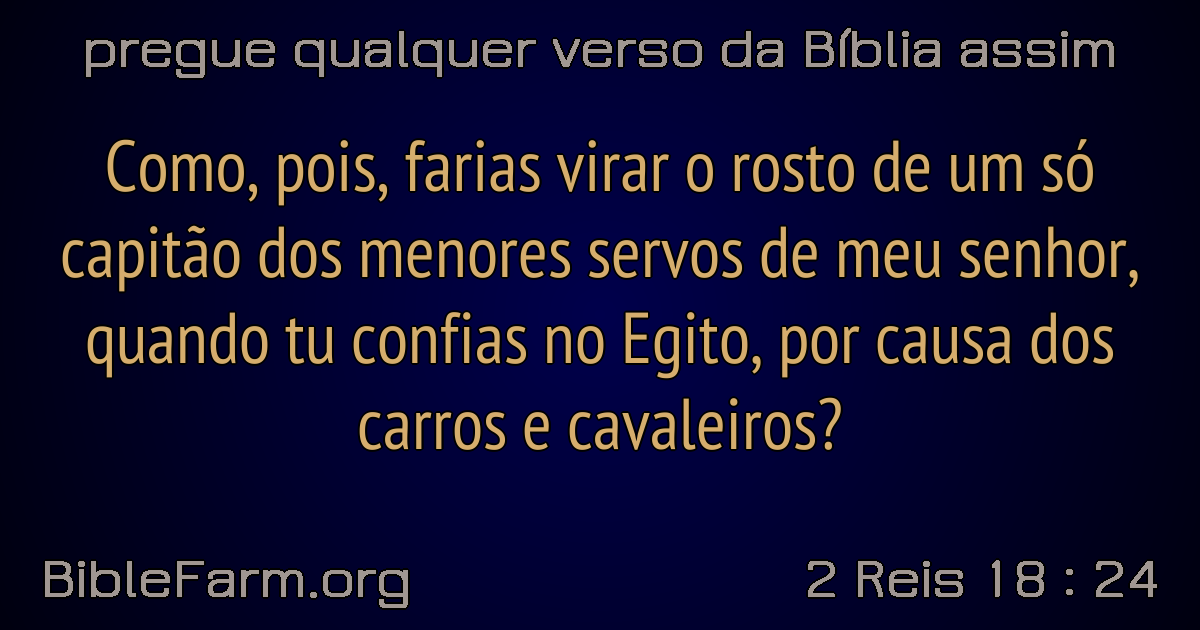 pregue qualquer verso da Bíblia assim
Como, pois, farias virar o rosto de um só
capitão dos menores servos de meu senhor,
quando tu confias no Egito, por causa dos
carros e cavaleiros?
BibleFarm.org
2 Reis 18 : 24